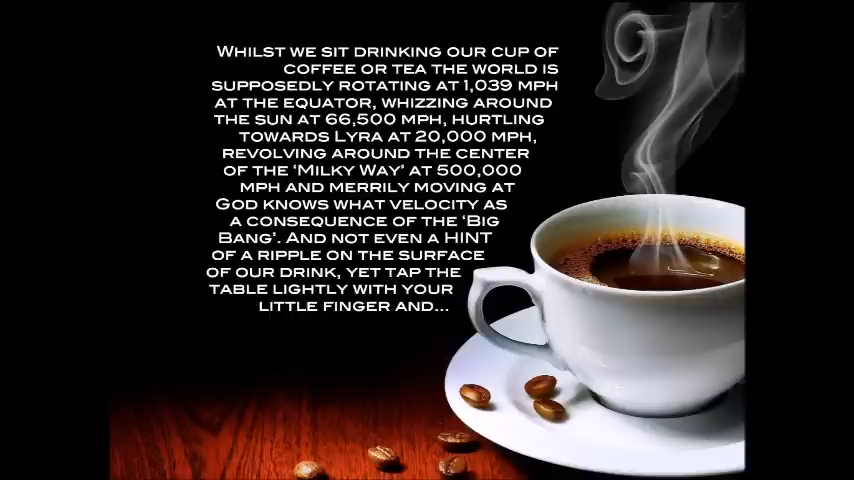 Whilst we sit drinking our cup of
coffee or tea the world is
supposedly rotating at 1,039 mph
at the equator, whizzing around
the sun at 66,500 mph, hurtling
towards Lyra at 20,000 mph,
revolving around the center
of the ‘Milky Way’ at 500,000
mph and merrily moving at
God knows what velocity as
a consequence of the ‘Big
Bang’. And not even a HINT
of a ripple on the surface
of our drink, yet tap the
table lightly with your
little finger and...